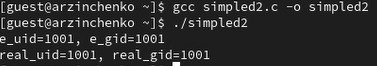 [guest@arzinchenko ~]$ gcc simpled2.c -o simpled2
[guest@arzinchenko ~]$ ./simpled2
e_uid=1001, e_gid=1001
real_uid=1001, real_gid=1001